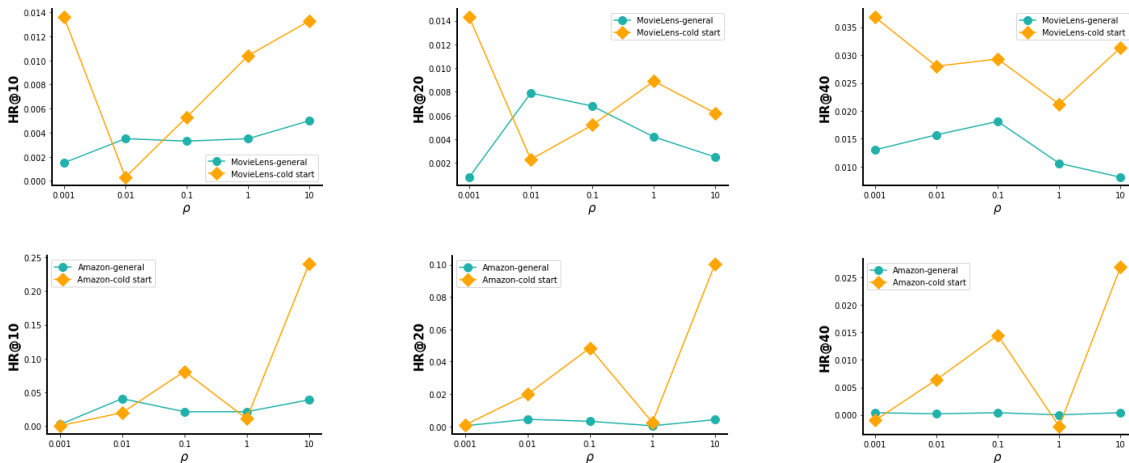 HR@10
0.014
0.012
0.010
0.008
0.006
0.004
0.002
0.000
MovieLens-general
MovieLens-cold start
0.001 0.01 0.1 1 10
ρ
HR@20
0.014
0.012
0.010
0.008
0.006
0.004
0.002
MovieLens-general
MovieLens-cold start
0.001 0.01 0.1 1 10
ρ
HR@40
0.035
0.030
0.025
0.020
0.015
0.010
MovieLens-general
MovieLens-cold start
0.001 0.01 0.1 1 10
ρ
HR@10
0.25
0.20
0.15
0.10
0.05
0.00
Amazon-general
Amazon-cold start
0.001 0.01 0.1 1 10
ρ
HR@20
0.10
0.08
0.06
0.04
0.02
0.00
Amazon-general
Amazon-cold start
0.001 0.01 0.1 1 10
ρ
HR@40
0.025
0.020
0.015
0.010
0.005
0.000
Amazon-general
Amazon-cold start
0.001 0.01 0.1 1 10
ρ